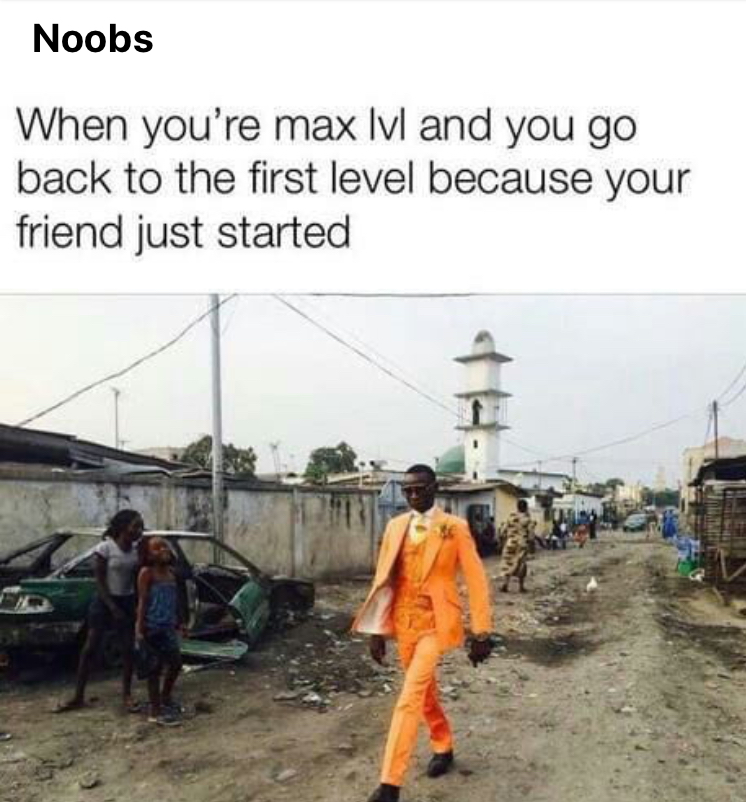 Noobs
When you're max lvl and you go
back to the first level because your
friend just started